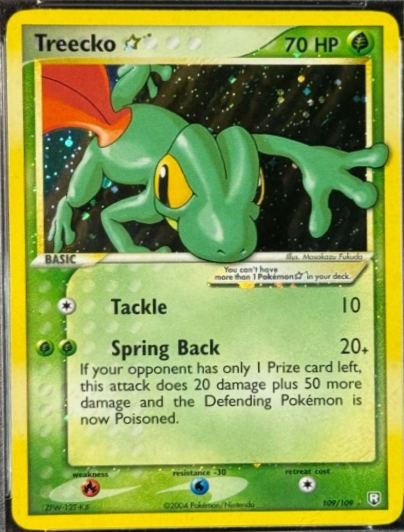 Treecko ☆ 70 HP
BASIC
Illus. Masakazu Fukuda
You can't have
more than 1 Pokémon☆ in your deck.
Tackle 10
Spring Back 20+
If your opponent has only 1 Prize card left,
this attack does 20 damage plus 50 more
damage and the Defending Pokémon is
now Poisoned.
weakness resistance -30 retreat cost
©2004 Pokémon/Nintendo
109/109 R